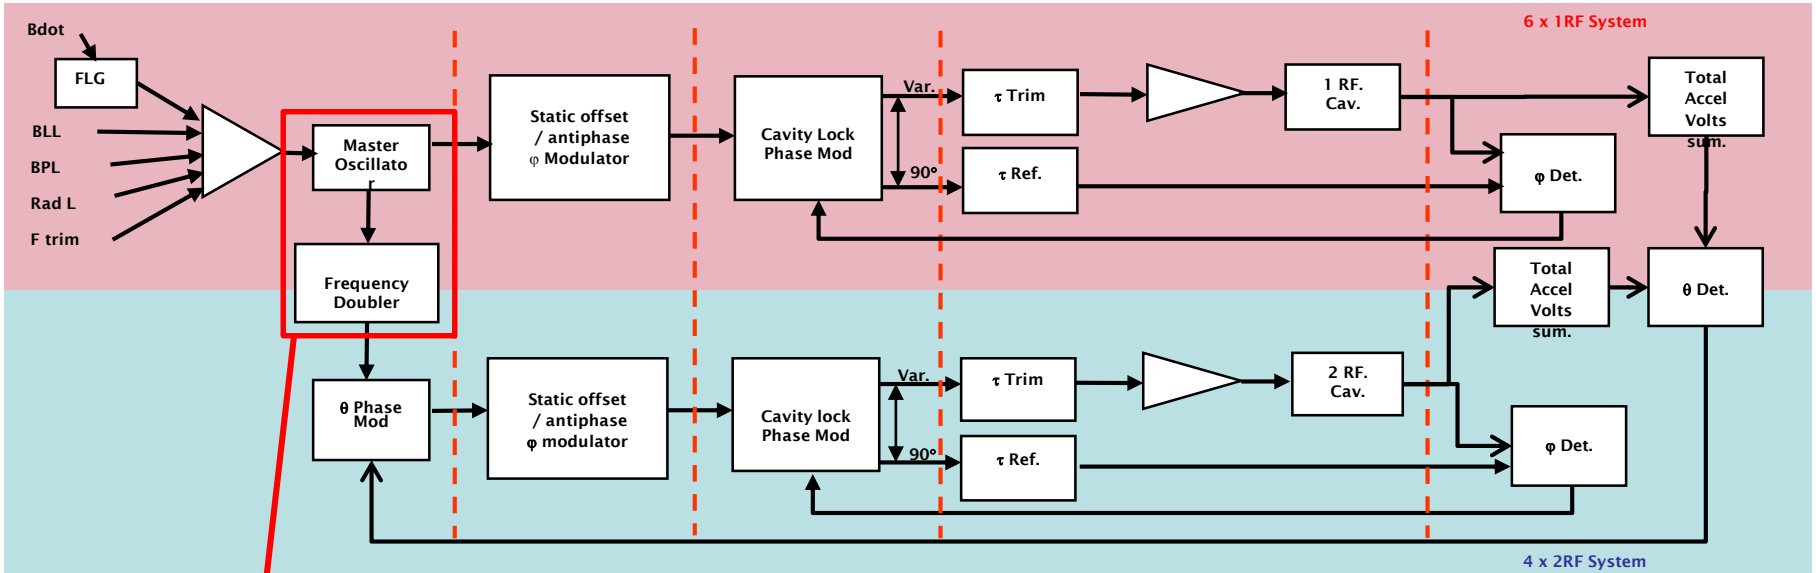 6 x 1RF System
Bdot
FLG
BLL
BPL
Rad L
F trim
Master
Oscillato
r
Frequency
Doubler
Static offset
/ antiphase
φ Modulator
Cavity Lock
Phase Mod
Var.
90°
τ Trim
τ Ref.
1 RF.
Cav.
Total
Accel
Volts
sum.
φ Det.
Total
Accel
Volts
sum.
θ Det.
θ Phase
Mod
Static offset
/ antiphase
φ modulator
Cavity lock
Phase Mod
Var.
90°
τ Trim
τ Ref.
2 RF.
Cav.
φ Det.
4 x 2RF System